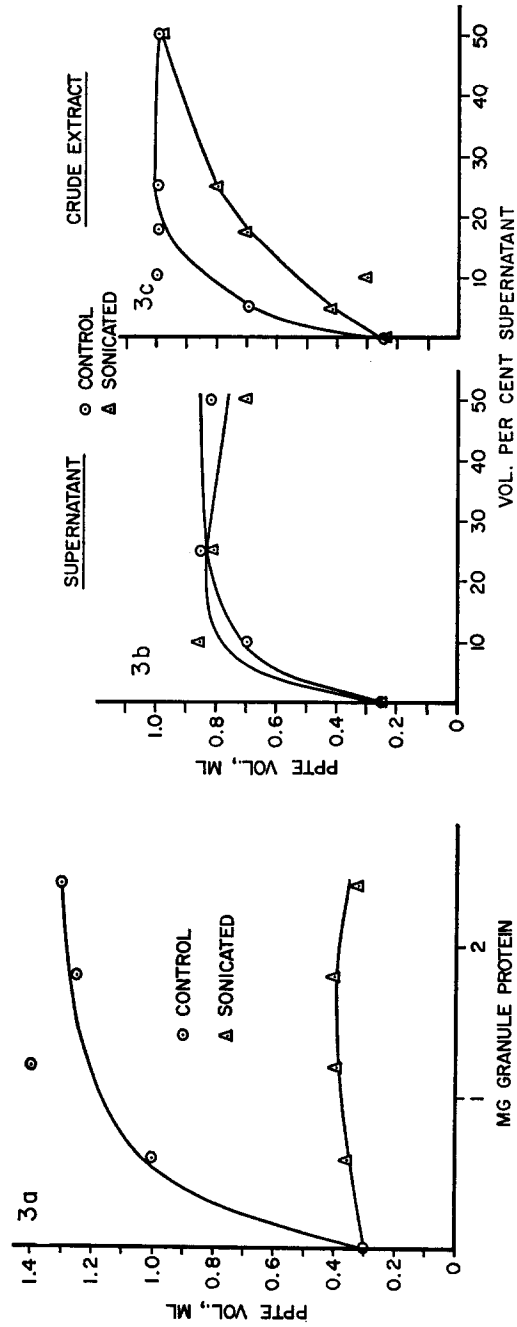 3a
PPTE VOL., ML
1.4
1.2
1.0
0.8
0.6
0.4
0.2
0
⊙ CONTROL
△ SONICATED
1
2
MG GRANULE PROTEIN
SUPERNATANT
3b
PPTE VOL., ML
1.0
0.8
0.6
0.4
0.2
0
10
20
30
40
50
⊙ CONTROL
△ SONICATED
CRUDE EXTRACT
3c
10
20
30
40
50
VOL. PER CENT SUPERNATANT